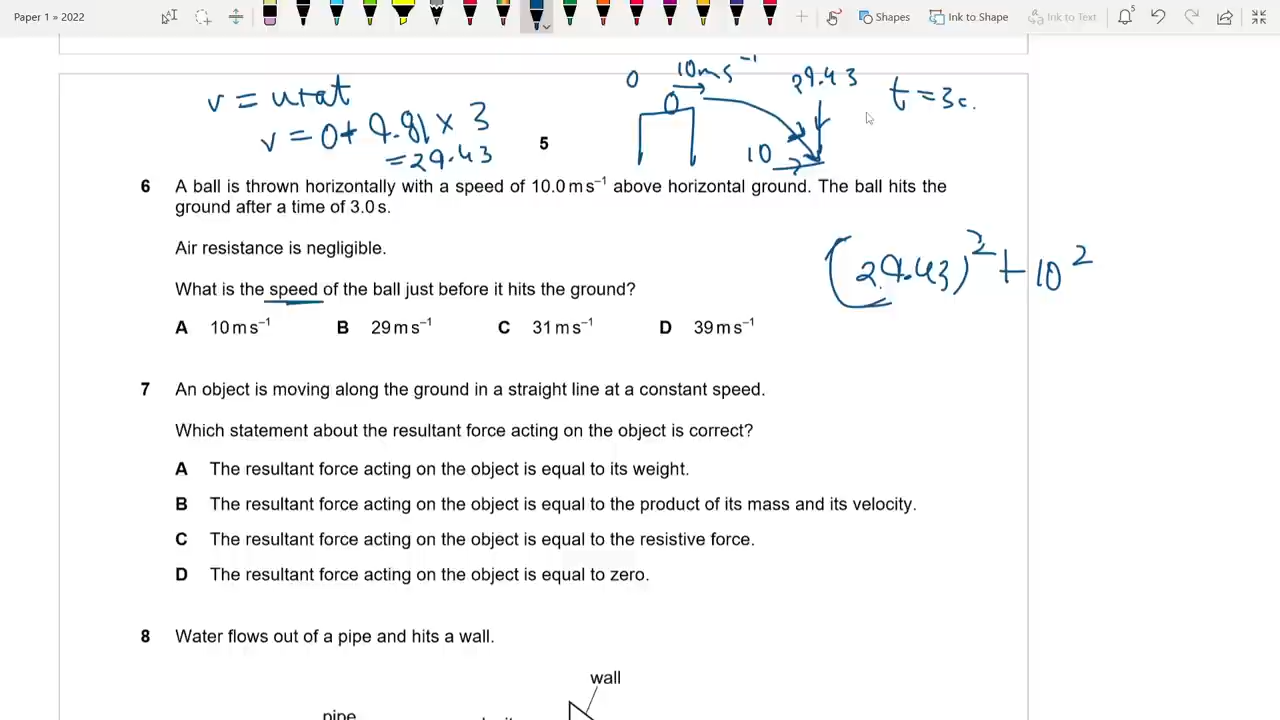 Paper 1 » 2022
Shapes
Ink to Shape
Ink to Text
5
v = u+at
v = 0+ 9.81 × 3
= 29.43
0
10ms⁻¹
29.43
t = 3s.
10
5
6 A ball is thrown horizontally with a speed of 10.0 m s⁻¹ above horizontal ground. The ball hits the
ground after a time of 3.0 s.
Air resistance is negligible.
(29.43)² + 10²
What is the speed of the ball just before it hits the ground?
A 10 m s⁻¹ B 29 m s⁻¹ C 31 m s⁻¹ D 39 m s⁻¹
7 An object is moving along the ground in a straight line at a constant speed.
Which statement about the resultant force acting on the object is correct?
A The resultant force acting on the object is equal to its weight.
B The resultant force acting on the object is equal to the product of its mass and its velocity.
C The resultant force acting on the object is equal to the resistive force.
D The resultant force acting on the object is equal to zero.
8 Water flows out of a pipe and hits a wall.
wall
pipe